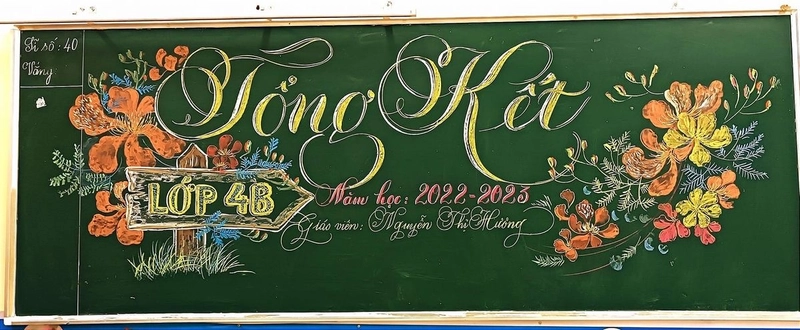 Sĩ số: 40
Vắng
Tổng Kết
LỚP 4B
Năm học: 2022-2023
Giáo viên: Nguyễn Thị Hường